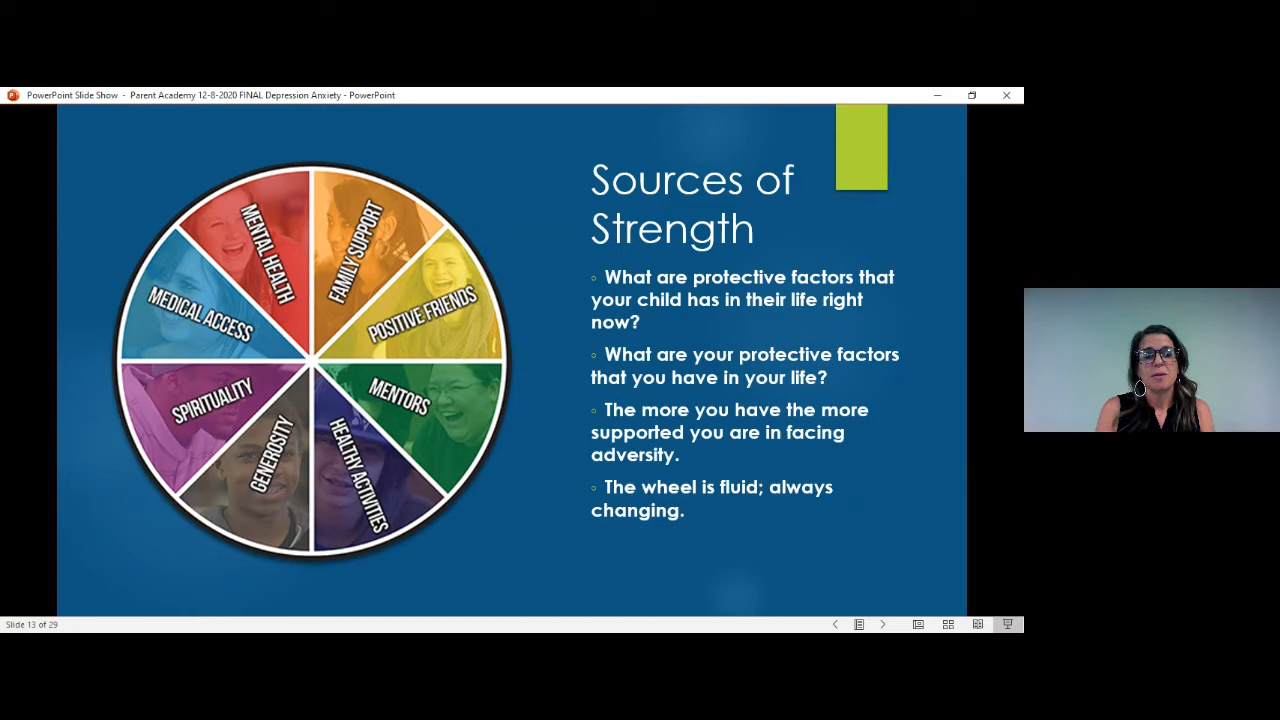 PowerPoint Slide Show - Parent Academy 12-8-2020 FINAL Depression Anxiety - PowerPoint
MENTAL HEALTH
FAMILY SUPPORT
POSITIVE FRIENDS
MENTORS
HEALTHY ACTIVITIES
GENEROSITY
SPIRITUALITY
MEDICAL ACCESS
Sources of
Strength
◦ What are protective factors that
your child has in their life right
now?
◦ What are your protective factors
that you have in your life?
◦ The more you have the more
supported you are in facing
adversity.
◦ The wheel is fluid; always
changing.
Slide 13 of 29